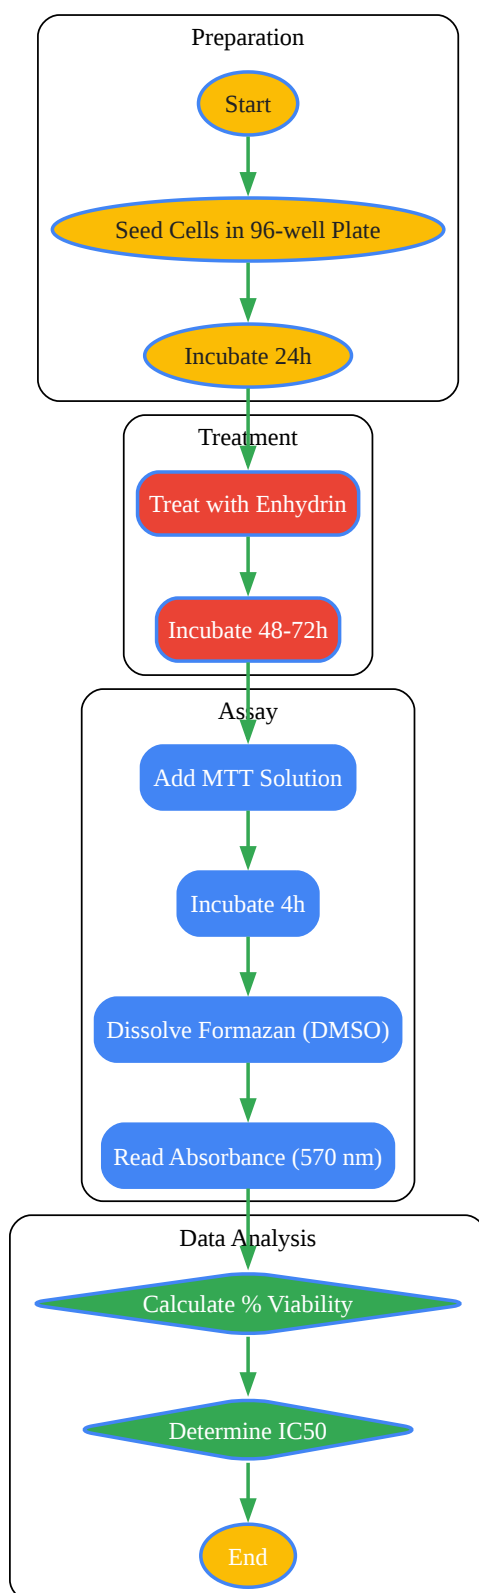 Preparation
Start
Seed Cells in 96-well Plate
Incubate 24h
Treatment
Treat with Enhydrin
Incubate 48-72h
Assay
Add MTT Solution
Incubate 4h
Dissolve Formazan (DMSO)
Read Absorbance (570 nm)
Data Analysis
Calculate % Viability
Determine IC50
End